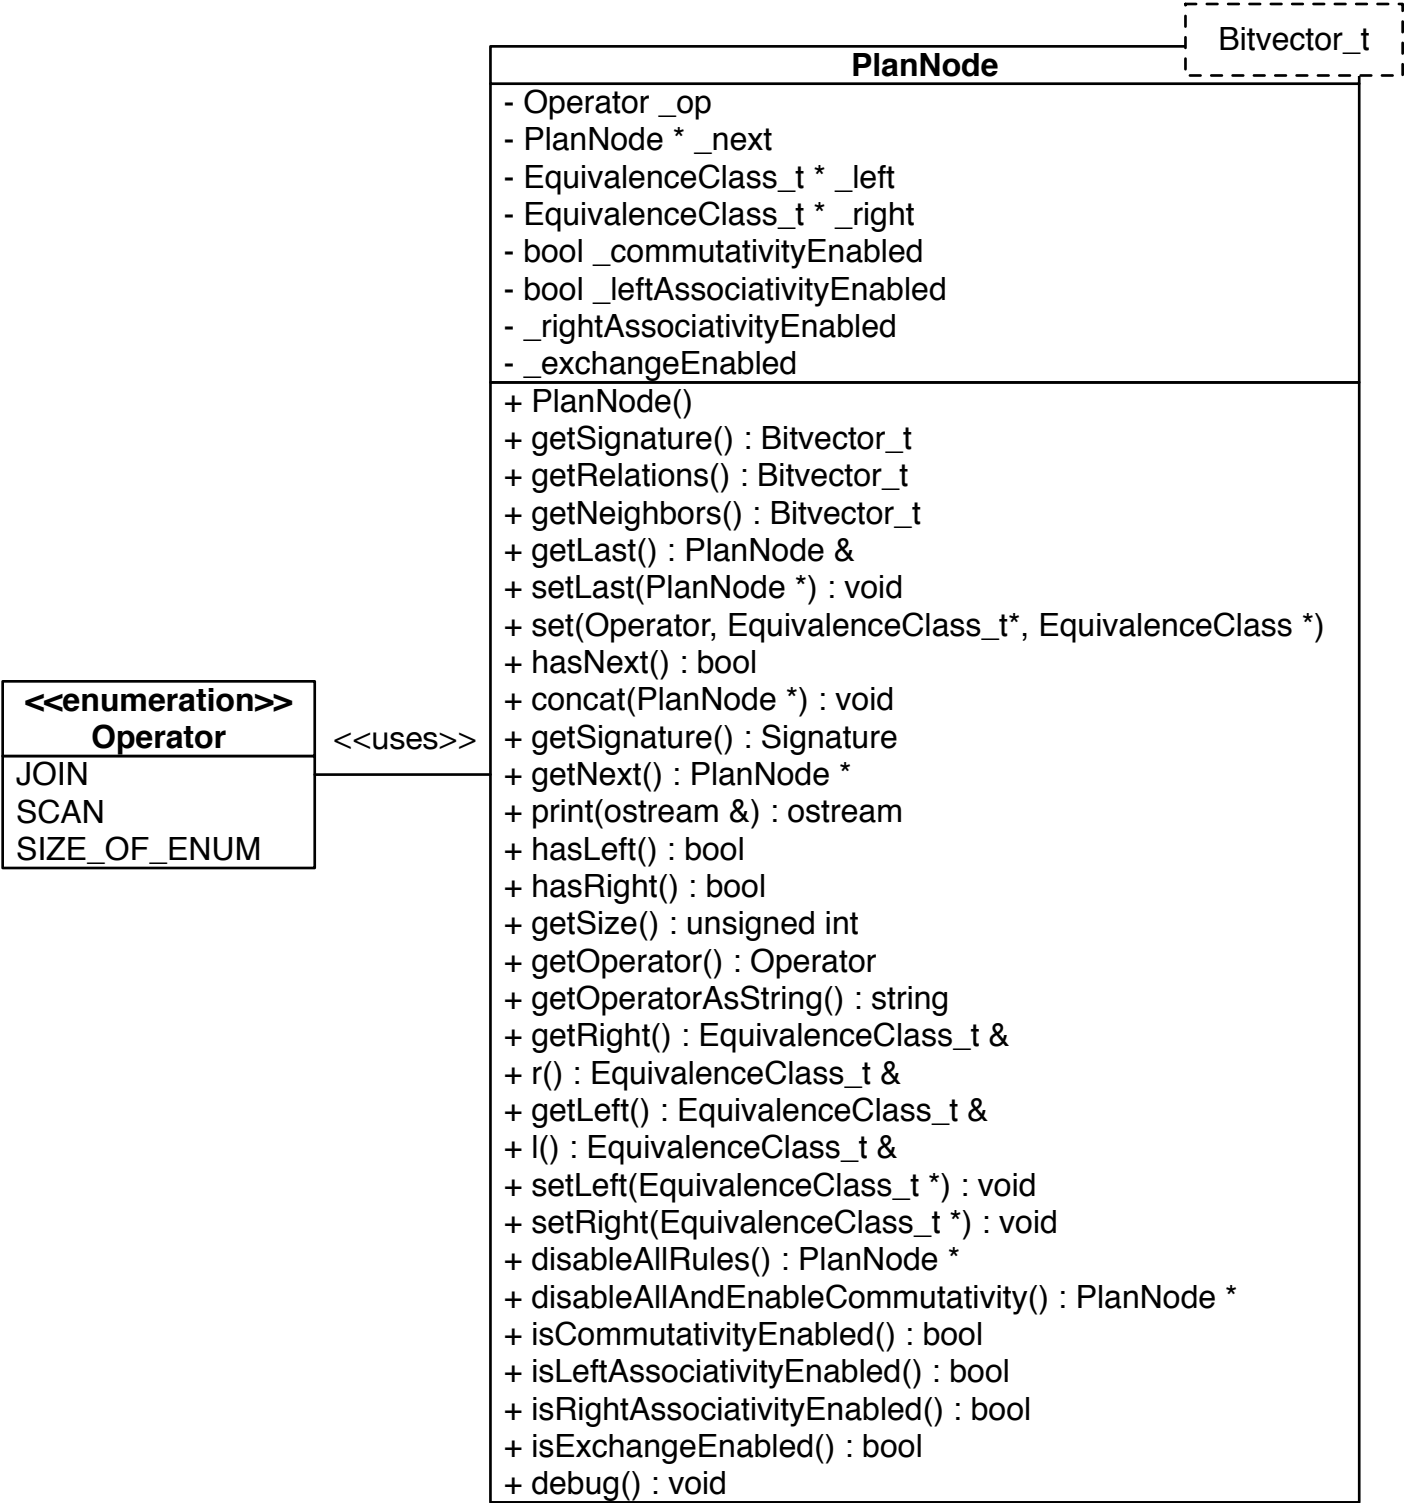 Bitvector_t
PlanNode
- Operator _op
- PlanNode * _next
- EquivalenceClass_t * _left
- EquivalenceClass_t * _right
- bool _commutativityEnabled
- bool _leftAssociativityEnabled
- _rightAssociativityEnabled
- _exchangeEnabled
+ PlanNode()
+ getSignature() : Bitvector_t
+ getRelations() : Bitvector_t
+ getNeighbors() : Bitvector_t
+ getLast() : PlanNode &
+ setLast(PlanNode *) : void
+ set(Operator, EquivalenceClass_t*, EquivalenceClass *)
+ hasNext() : bool
+ concat(PlanNode *) : void
+ getSignature() : Signature
+ getNext() : PlanNode *
+ print(ostream &) : ostream
+ hasLeft() : bool
+ hasRight() : bool
+ getSize() : unsigned int
+ getOperator() : Operator
+ getOperatorAsString() : string
+ getRight() : EquivalenceClass_t &
+ r() : EquivalenceClass_t &
+ getLeft() : EquivalenceClass_t &
+ l() : EquivalenceClass_t &
+ setLeft(EquivalenceClass_t *) : void
+ setRight(EquivalenceClass_t *) : void
+ disableAllRules() : PlanNode *
+ disableAllAndEnableCommutativity() : PlanNode *
+ isCommutativityEnabled() : bool
+ isLeftAssociativityEnabled() : bool
+ isRightAssociativityEnabled() : bool
+ isExchangeEnabled() : bool
+ debug() : void
<<enumeration>>
Operator
JOIN
SCAN
SIZE_OF_ENUM
<<uses>>